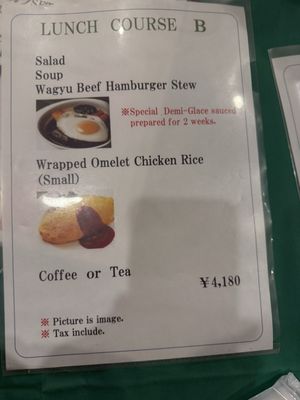 LUNCH COURSE B
Salad
Soup
Wagyu Beef Hamburger Stew
※Special Demi-Glace sauced
prepared for 2 weeks.
Wrapped Omelet Chicken Rice
(Small)
Coffee or Tea
￥4,180
※ Picture is image.
※ Tax include.